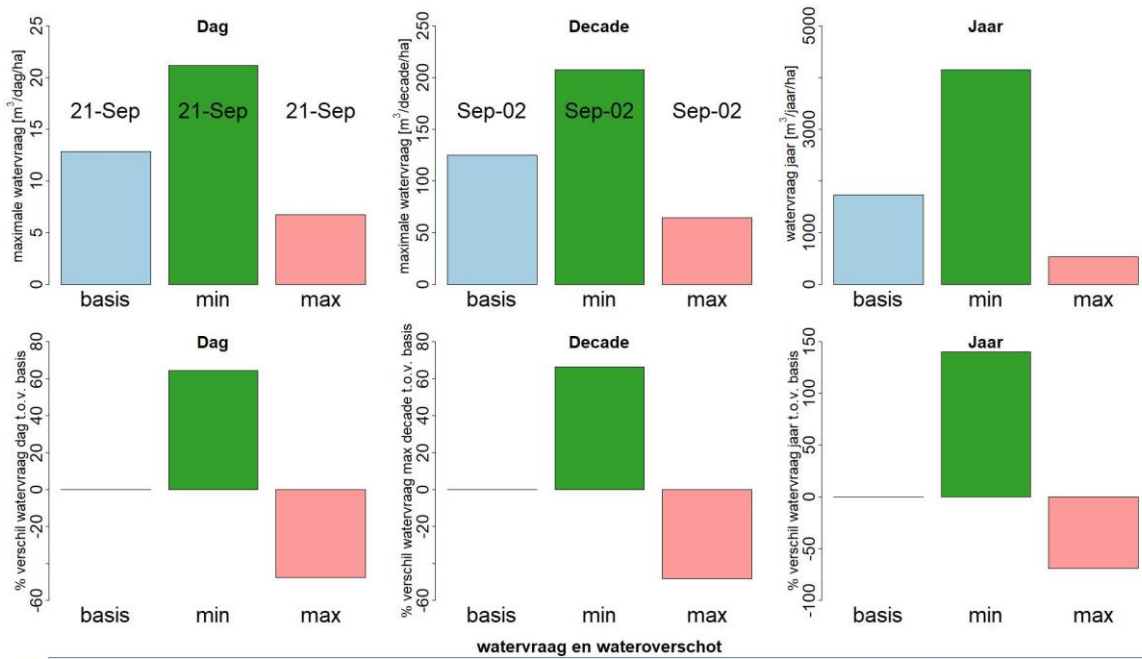 Dag
maximale watervraag [m³/dag/ha]
25
20
15
10
5
0
21-Sep 21-Sep 21-Sep
basis min max
Decade
maximale watervraag [m³/decade/ha]
250
200
150
100
50
0
Sep-02 Sep-02 Sep-02
basis min max
Jaar
watervraag jaar [m³/jaar/ha]
5000
3000
1000
0
basis min max
Dag
% verschil watervraag dag t.o.v. basis
80
60
40
20
0
-20
-60
basis min max
Decade
% verschil watervraag max decade t.o.v. basis
80
60
40
20
0
-20
-60
basis min max
Jaar
% verschil watervraag jaar t.o.v. basis
150
100
50
0
-50
-100
basis min max
watervraag en wateroverschot